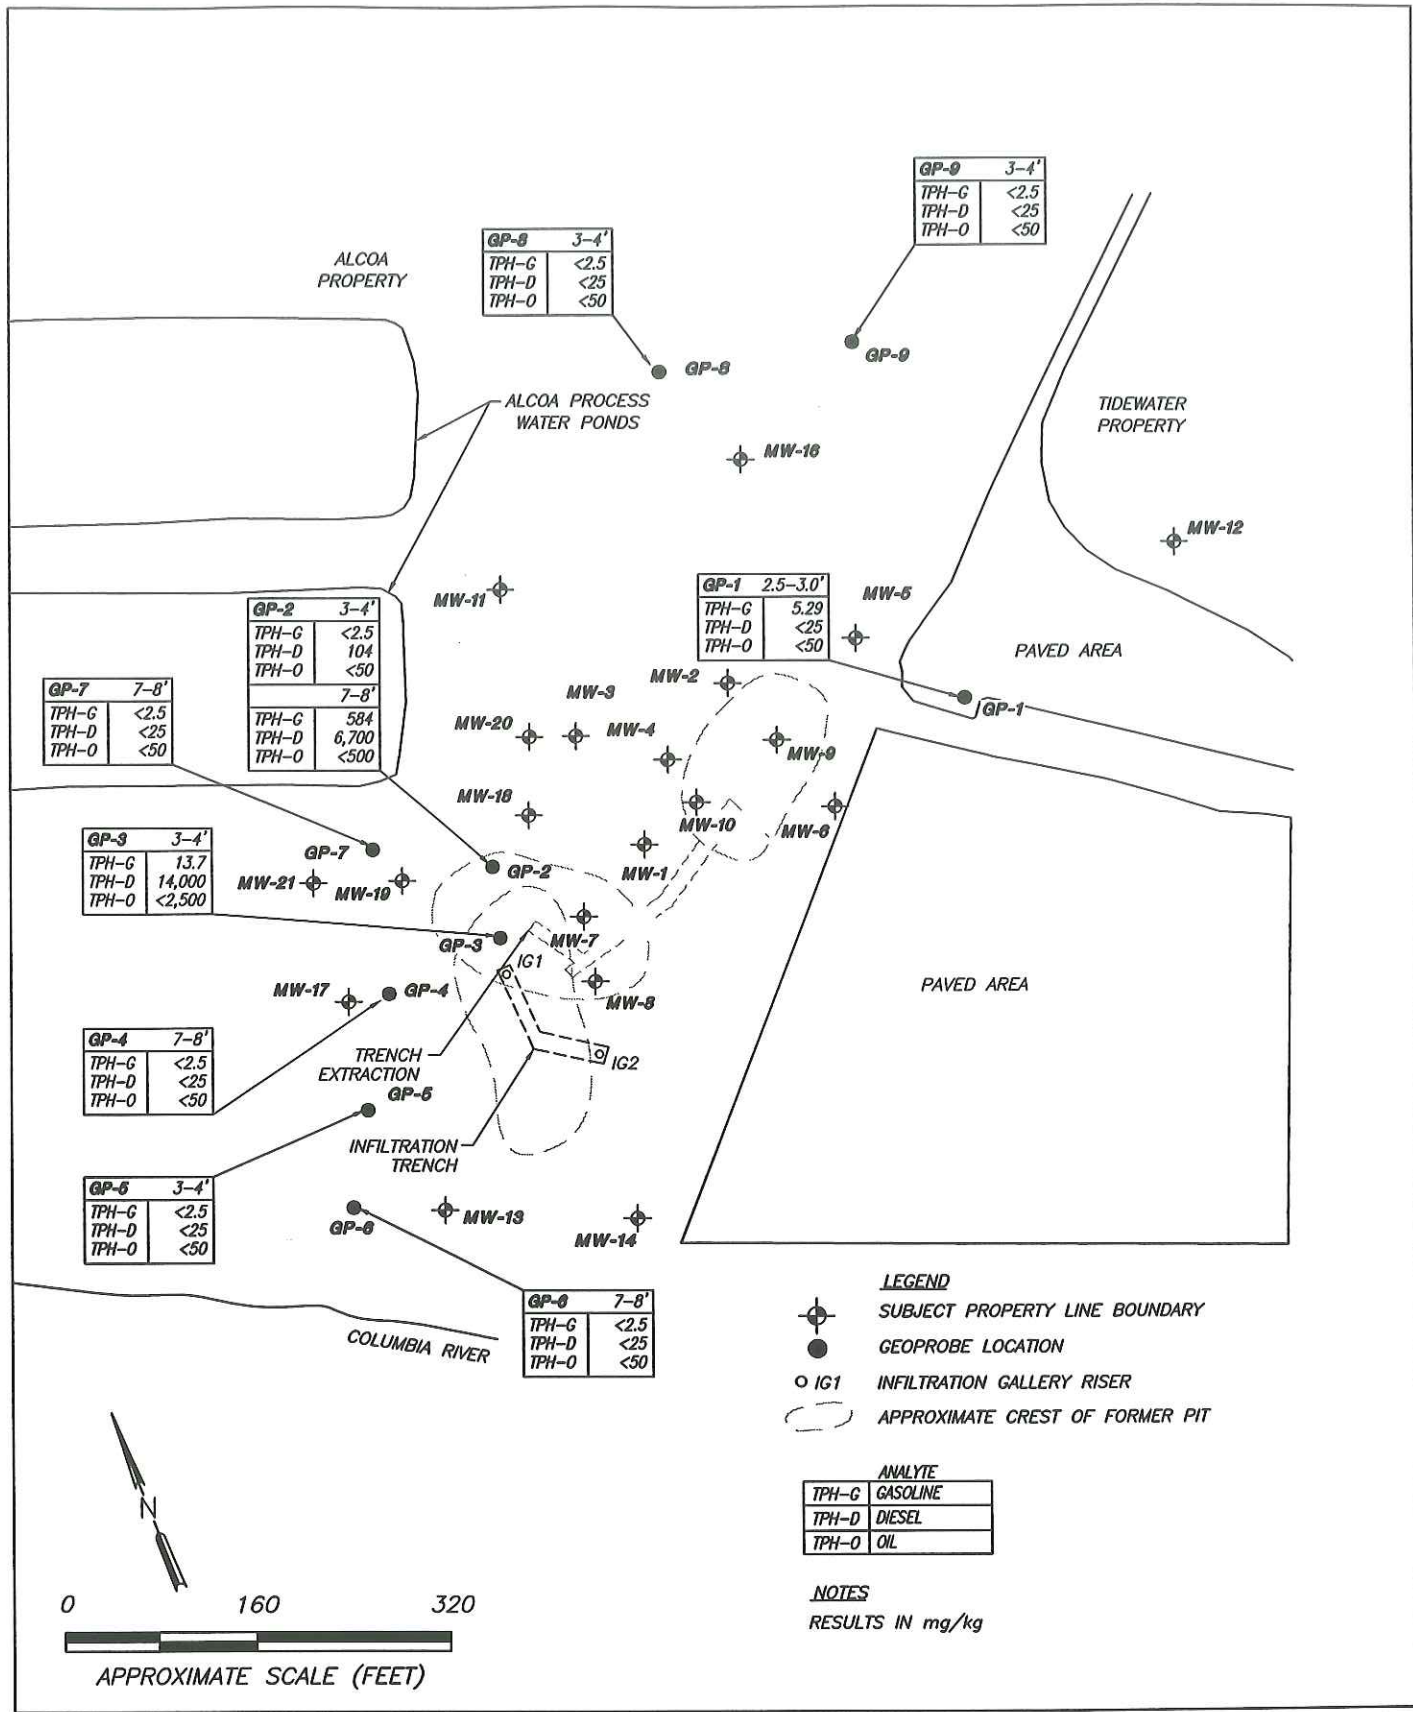 GP-9 3-4'
TPH-G <2.5
TPH-D <25
TPH-O <50
GP-8 3-4'
TPH-G <2.5
TPH-D <25
TPH-O <50
ALCOA
PROPERTY
GP-9
GP-8
ALCOA PROCESS
WATER PONDS
TIDEWATER
PROPERTY
MW-16
MW-12
MW-11
GP-1 2.5-3.0'
TPH-G 5.29
TPH-D <25
TPH-O <50
MW-5
GP-2 3-4'
TPH-G <2.5
TPH-D 104
TPH-O <50
7-8'
TPH-G 584
TPH-D 6,700
TPH-O <500
PAVED AREA
GP-7 7-8'
TPH-G <2.5
TPH-D <25
TPH-O <50
MW-2
MW-3
GP-1
MW-20
MW-4
MW-9
MW-18
MW-10
MW-6
GP-3 3-4'
TPH-G 13.7
TPH-D 14,000
TPH-O <2,500
GP-7
MW-1
GP-2
MW-21
MW-19
GP-3
MW-7
IG1
MW-17
GP-4
MW-8
PAVED AREA
GP-4 7-8'
TPH-G <2.5
TPH-D <25
TPH-O <50
TRENCH
EXTRACTION
IG2
GP-5
INFILTRATION
TRENCH
GP-5 3-4'
TPH-G <2.5
TPH-D <25
TPH-O <50
GP-6
MW-13
MW-14
GP-6 7-8'
TPH-G <2.5
TPH-D <25
TPH-O <50
COLUMBIA RIVER
LEGEND
SUBJECT PROPERTY LINE BOUNDARY
GEOPROBE LOCATION
IG1 INFILTRATION GALLERY RISER
APPROXIMATE CREST OF FORMER PIT
ANALYTE
TPH-G GASOLINE
TPH-D DIESEL
TPH-O OIL
NOTES
RESULTS IN mg/kg
N
0 160 320
APPROXIMATE SCALE (FEET)